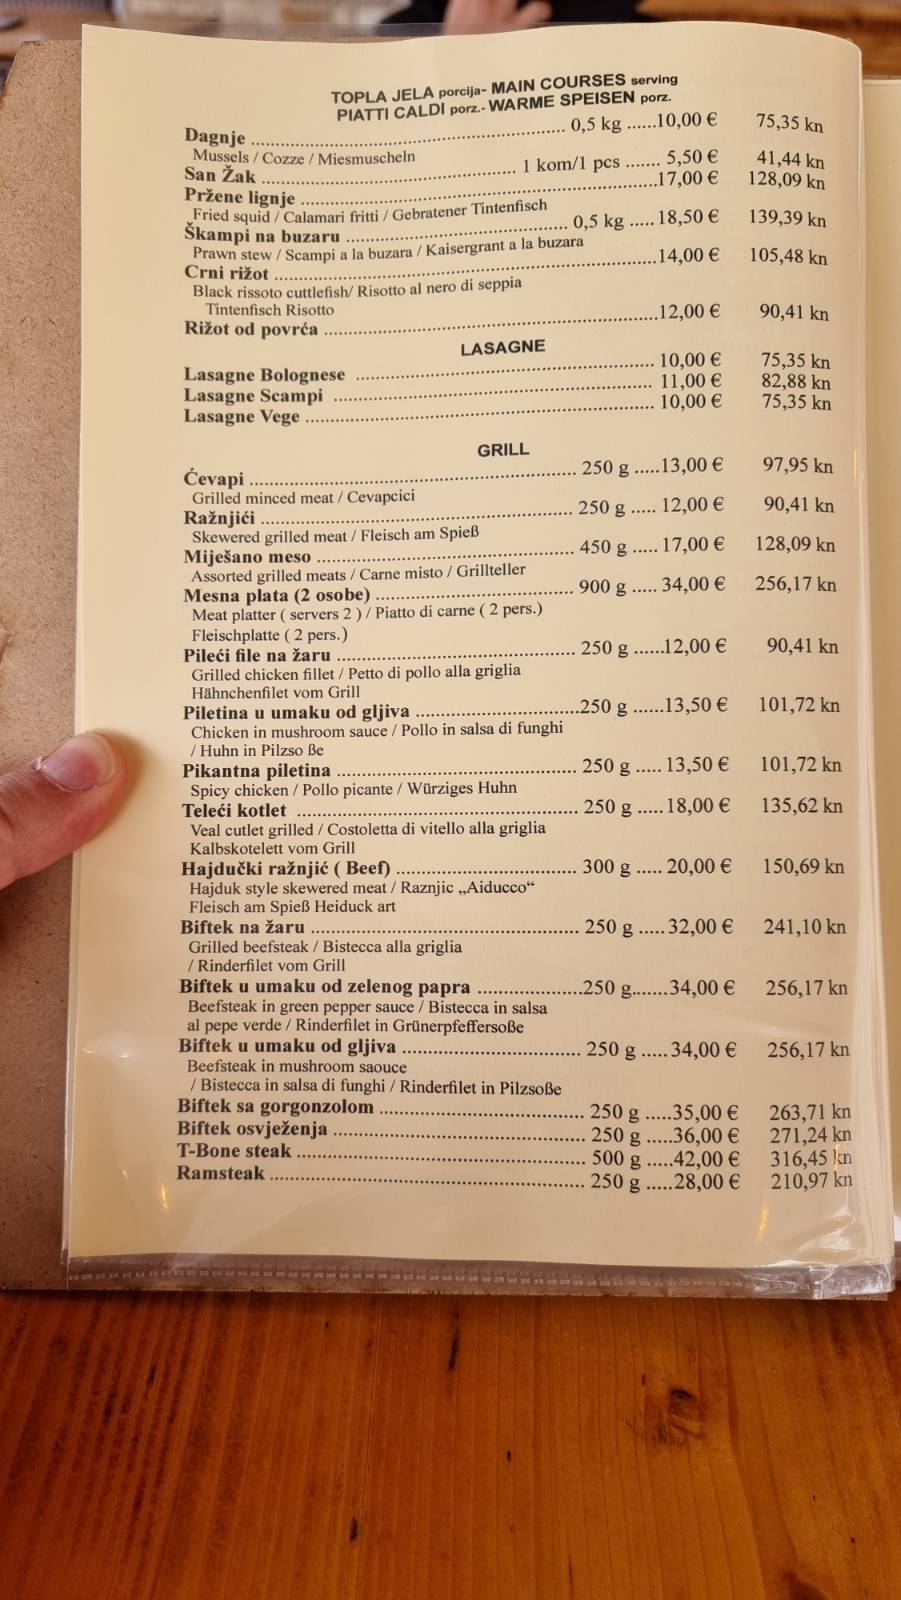 TOPLA JELA porcija- MAIN COURSES serving
PIATTI CALDI porz.- WARME SPEISEN porz.
Dagnje ........ 0,5 kg ......10,00 € 75,35 kn
Mussels / Cozze / Miesmuscheln
San Žak ........ 1 kom/1 pcs ....... 5,50 € 41,44 kn
Pržene lignje ........17,00 € 128,09 kn
Fried squid / Calamari fritti / Gebratener Tintenfisch
Škampi na buzaru ........ 0,5 kg ..... 18,50 € 139,39 kn
Prawn stew / Scampi a la buzara / Kaisergrant a la buzara
Crni rižot ........14,00 € 105,48 kn
Black rissoto cuttlefish/ Risotto al nero di seppia
Tintenfisch Risotto
Rižot od povrća ........12,00 € 90,41 kn
LASAGNE
Lasagne Bolognese ........ 10,00 € 75,35 kn
Lasagne Scampi ........ 11,00 € 82,88 kn
Lasagne Vege ........ 10,00 € 75,35 kn
GRILL
Ćevapi ........ 250 g .....13,00 € 97,95 kn
Grilled minced meat / Cevapcici
Ražnjići ........ 250 g ..... 12,00 € 90,41 kn
Skewered grilled meat / Fleisch am Spieß
Miješano meso ........ 450 g ..... 17,00 € 128,09 kn
Assorted grilled meats / Carne misto / Grillteller
Mesna plata (2 osobe) ........ 900 g ..... 34,00 € 256,17 kn
Meat platter ( servers 2 ) / Piatto di carne ( 2 pers.)
Fleischplatte ( 2 pers.)
Pileći file na žaru ........ 250 g ......12,00 € 90,41 kn
Grilled chicken fillet / Petto di pollo alla griglia
Hähnchenfilet vom Grill
Piletina u umaku od gljiva ........250 g ......13,50 € 101,72 kn
Chicken in mushroom sauce / Pollo in salsa di funghi
/ Huhn in Pilzso ße
Pikantna piletina ........ 250 g ..... 13,50 € 101,72 kn
Spicy chicken / Pollo picante / Würziges Huhn
Teleći kotlet ........ 250 g ..... 18,00 € 135,62 kn
Veal cutlet grilled / Costoletta di vitello alla griglia
Kalbskotelett vom Grill
Hajdučki ražnjić ( Beef) ........ 300 g ..... 20,00 € 150,69 kn
Hajduk style skewered meat / Raznjic „Aiducco“
Fleisch am Spieß Heiduck art
Biftek na žaru ........ 250 g ..... 32,00 € 241,10 kn
Grilled beefsteak / Bistecca alla griglia
/ Rinderfilet vom Grill
Biftek u umaku od zelenog papra ........250 g.......34,00 € 256,17 kn
Beefsteak in green pepper sauce / Bistecca in salsa
al pepe verde / Rinderfilet in Grünerpfeffersoße
Biftek u umaku od gljiva ........ 250 g ..... 34,00 € 256,17 kn
Beefsteak in mushroom saouce
/ Bistecca in salsa di funghi / Rinderfilet in Pilzsoße
Biftek sa gorgonzolom ........ 250 g .....35,00 € 263,71 kn
Biftek osvježenja ........ 250 g .....36,00 € 271,24 kn
T-Bone steak ........ 500 g .....42,00 € 316,45 kn
Ramsteak ........ 250 g .....28,00 € 210,97 kn